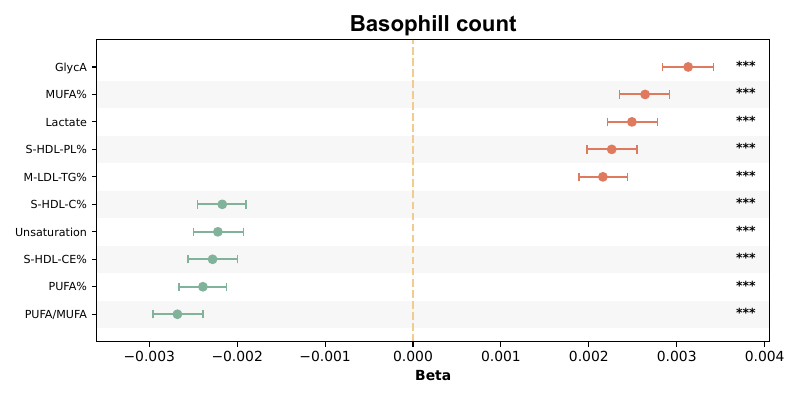 Basophill count
GlycA ***
MUFA% ***
Lactate ***
S-HDL-PL% ***
M-LDL-TG% ***
S-HDL-C% ***
Unsaturation ***
S-HDL-CE% ***
PUFA% ***
PUFA/MUFA ***
−0.003 −0.002 −0.001 0.000 0.001 0.002 0.003 0.004
Beta